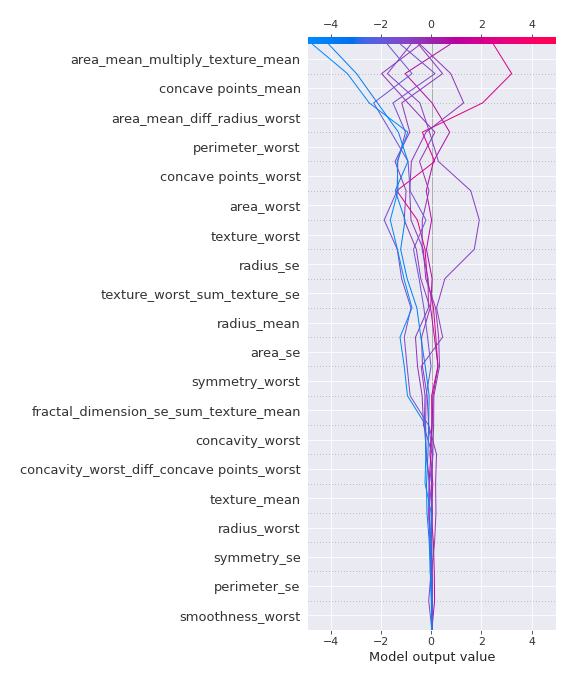 −4 −2 0 2 4
area_mean_multiply_texture_mean
concave points_mean
area_mean_diff_radius_worst
perimeter_worst
concave points_worst
area_worst
texture_worst
radius_se
texture_worst_sum_texture_se
radius_mean
area_se
symmetry_worst
fractal_dimension_se_sum_texture_mean
concavity_worst
concavity_worst_diff_concave points_worst
texture_mean
radius_worst
symmetry_se
perimeter_se
smoothness_worst
−4 −2 0 2 4
Model output value